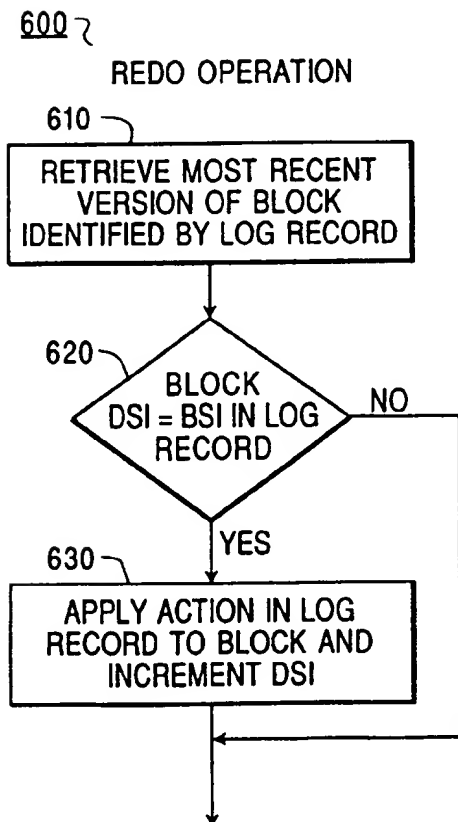 600
REDO OPERATION
610
RETRIEVE MOST RECENT
VERSION OF BLOCK
IDENTIFIED BY LOG RECORD
620
BLOCK
DSI = BSI IN LOG
RECORD
NO
YES
630
APPLY ACTION IN LOG
RECORD TO BLOCK AND
INCREMENT DSI